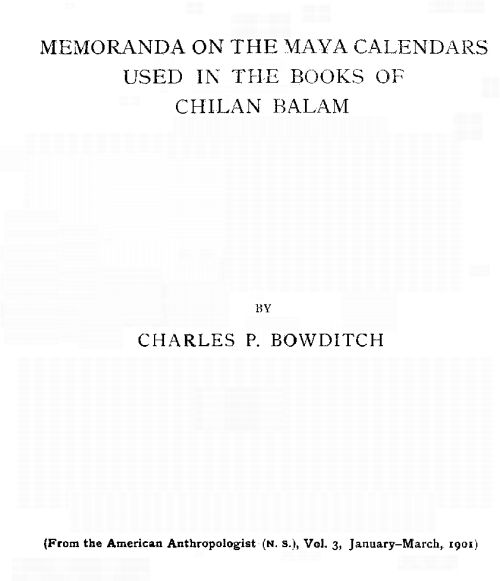 MEMORANDA ON THE MAYA CALENDARS
USED IN THE BOOKS OF
CHILAN BALAM
BY
CHARLES P. BOWDITCH
(From the American Anthropologist (N. S.), Vol. 3, January–March, 1901)